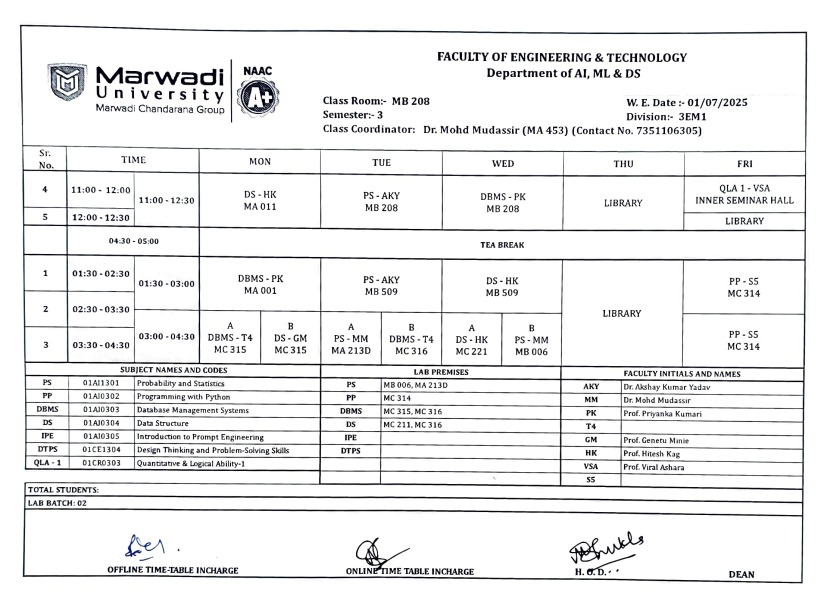 Marwadi
University
Marwadi Chandarana Group
NAAC
A+
FACULTY OF ENGINEERING & TECHNOLOGY
Department of AI, ML & DS
Class Room:- MB 208
W. E. Date :- 01/07/2025
Semester:- 3
Division:- 3EM1
Class Coordinator: Dr. Mohd Mudassir (MA 453) (Contact No. 7351106305)
Sr. No. TIME MON TUE WED THU FRI
4 11:00 - 12:00 11:00 - 12:30 DS - HK MA 011 PS - AKY MB 208 DBMS - PK MB 208 LIBRARY QLA 1 - VSA INNER SEMINAR HALL
5 12:00 - 12:30 LIBRARY
04:30 - 05:00 TEA BREAK
1 01:30 - 02:30 01:30 - 03:00 DBMS - PK MA 001 PS - AKY MB 509 DS - HK MB 509 LIBRARY PP - S5 MC 314
2 02:30 - 03:30
3 03:30 - 04:30 03:00 - 04:30 A DBMS - T4 MC 315 B DS - GM MC 315 A PS - MM MA 213D B DBMS - T4 MC 316 A DS - HK MC 221 B PS - MM MB 006 PP - S5 MC 314
SUBJECT NAMES AND CODES LAB PREMISES FACULTY INITIALS AND NAMES
PS 01AI1301 Probability and Statistics PS MB 006, MA 213D AKY Dr. Akshay Kumar Yadav
PP 01AI0302 Programming with Python PP MC 314 MM Dr. Mohd Mudassir
DBMS 01AI0303 Database Management Systems DBMS MC 315, MC 316 PK Prof. Priyanka Kumari
DS 01AI0304 Data Structure DS MC 211, MC 316 T4
IPE 01AI0305 Introduction to Prompt Engineering IPE GM Prof. Genetu Minie
DTPS 01CE1304 Design Thinking and Problem-Solving Skills DTPS HK Prof. Hitesh Kag
QLA - 1 01CR0303 Quantitative & Logical Ability-1 VSA Prof. Viral Ashara
S5
TOTAL STUDENTS:
LAB BATCH: 02
OFFLINE TIME-TABLE INCHARGE
ONLINE TIME TABLE INCHARGE
H. O. D.
DEAN